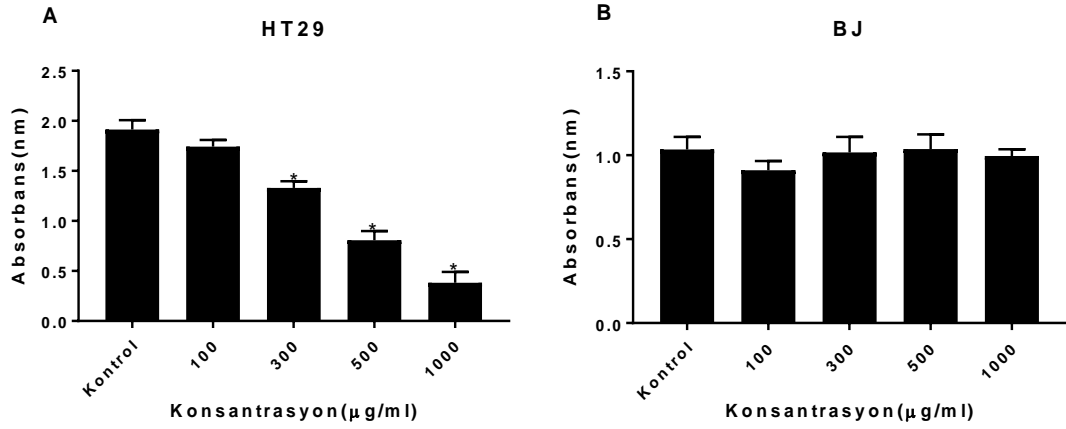 A
HT29
Absorbans(nm)
2.5
2.0
1.5
1.0
0.5
0.0
*
*
*
Kontrol
100
300
500
1000
Konsantrasyon(µg/ml)
B
BJ
Absorbans(nm)
1.5
1.0
0.5
0.0
Kontrol
100
300
500
1000
Konsantrasyon(µg/ml)